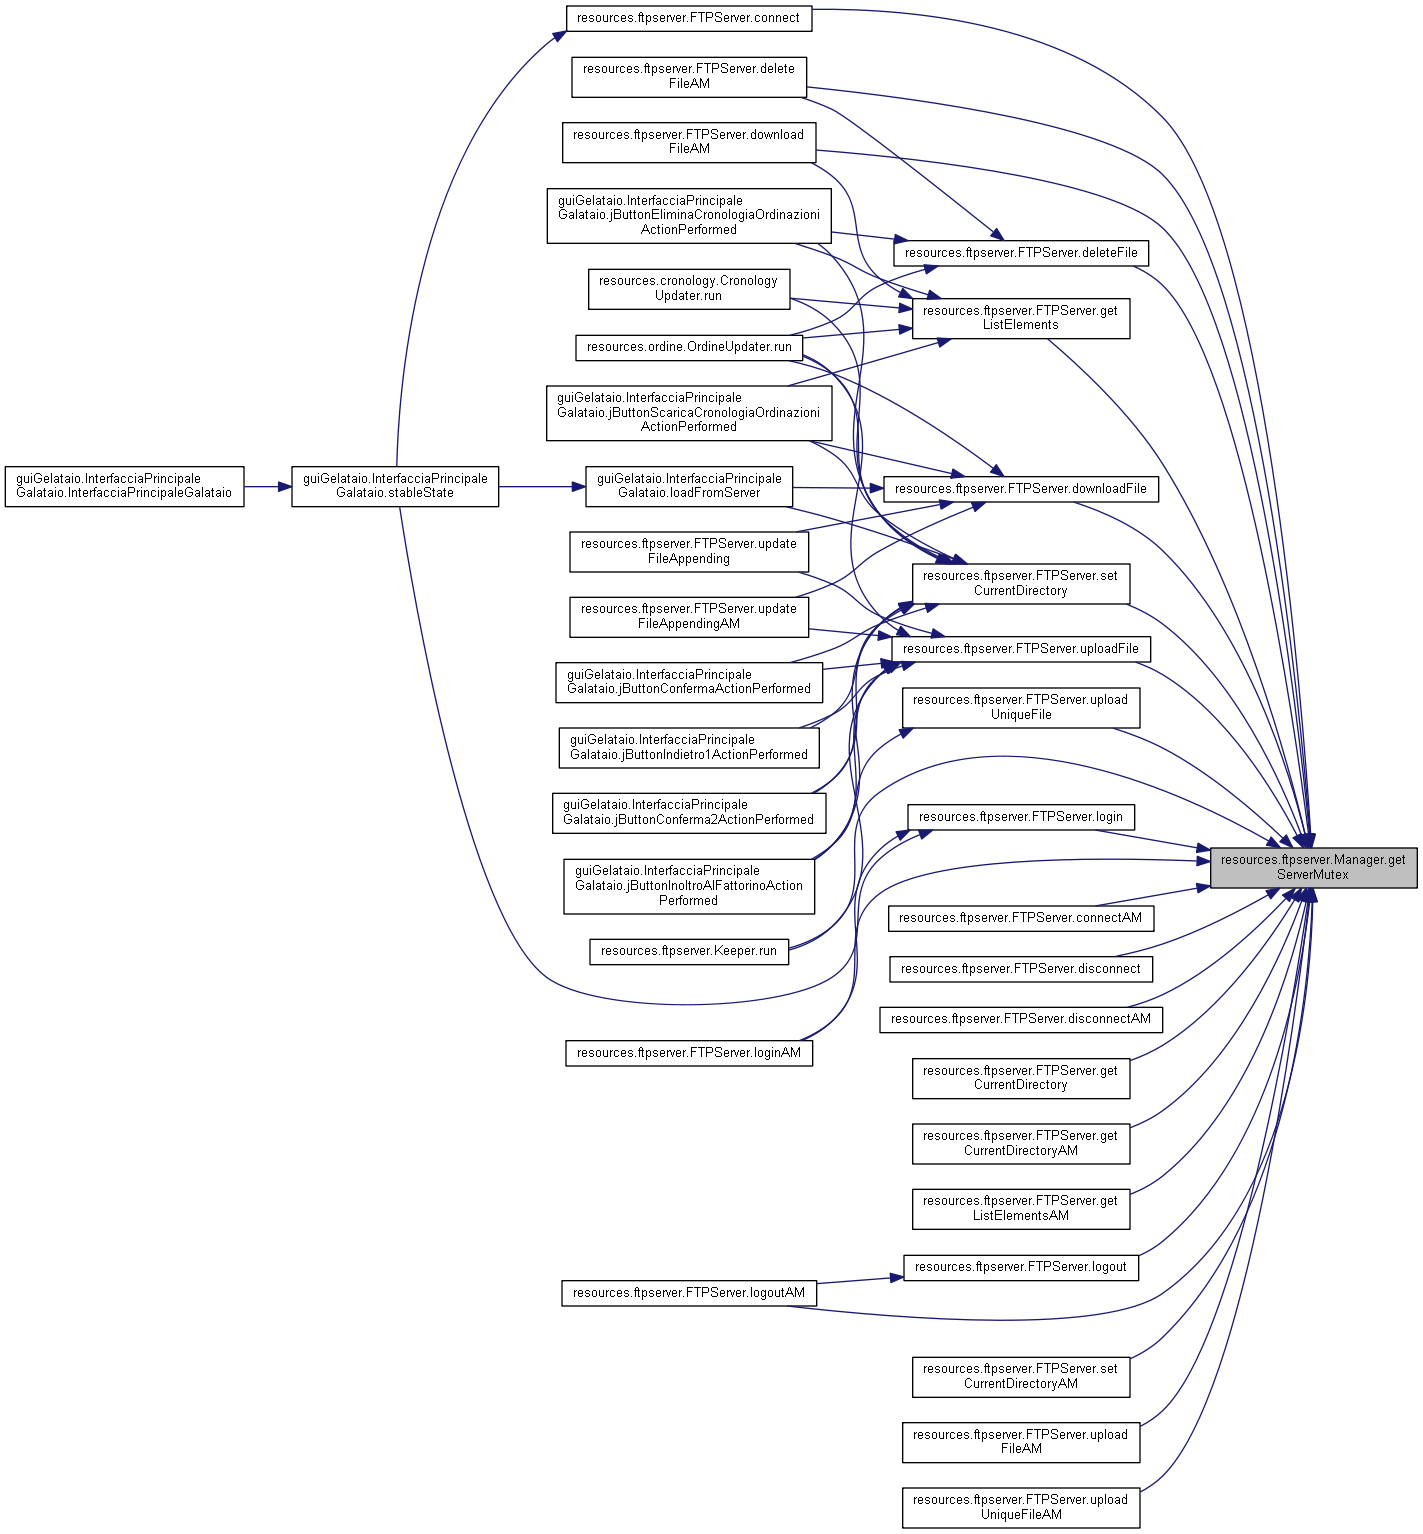 resources.ftpserver.FTPServer.connect
resources.ftpserver.FTPServer.delete
FileAM
resources.ftpserver.FTPServer.download
FileAM
guiGelataio.InterfacciaPrincipale
Galataio.jButtonEliminaCronologiaOrdinazioni
ActionPerformed
resources.ftpserver.FTPServer.deleteFile
resources.cronology.Cronology
Updater.run
resources.ftpserver.FTPServer.get
ListElements
resources.ordine.OrdineUpdater.run
guiGelataio.InterfacciaPrincipale
Galataio.jButtonScaricaCronologiaOrdinazioni
ActionPerformed
guiGelataio.InterfacciaPrincipale
Galataio.InterfacciaPrincipaleGalataio
guiGelataio.InterfacciaPrincipale
Galataio.stableState
guiGelataio.InterfacciaPrincipale
Galataio.loadFromServer
resources.ftpserver.FTPServer.downloadFile
resources.ftpserver.FTPServer.update
FileAppending
resources.ftpserver.FTPServer.set
CurrentDirectory
resources.ftpserver.FTPServer.update
FileAppendingAM
resources.ftpserver.FTPServer.uploadFile
guiGelataio.InterfacciaPrincipale
Galataio.jButtonConfermaActionPerformed
resources.ftpserver.FTPServer.upload
UniqueFile
guiGelataio.InterfacciaPrincipale
Galataio.jButtonIndietro1ActionPerformed
guiGelataio.InterfacciaPrincipale
Galataio.jButtonConferma2ActionPerformed
resources.ftpserver.FTPServer.login
guiGelataio.InterfacciaPrincipale
Galataio.jButtonInoltroAlFattorinoAction
Performed
resources.ftpserver.Manager.get
ServerMutex
resources.ftpserver.FTPServer.connectAM
resources.ftpserver.Keeper.run
resources.ftpserver.FTPServer.disconnect
resources.ftpserver.FTPServer.disconnectAM
resources.ftpserver.FTPServer.loginAM
resources.ftpserver.FTPServer.get
CurrentDirectory
resources.ftpserver.FTPServer.get
CurrentDirectoryAM
resources.ftpserver.FTPServer.get
ListElementsAM
resources.ftpserver.FTPServer.logout
resources.ftpserver.FTPServer.logoutAM
resources.ftpserver.FTPServer.set
CurrentDirectoryAM
resources.ftpserver.FTPServer.upload
FileAM
resources.ftpserver.FTPServer.upload
UniqueFileAM